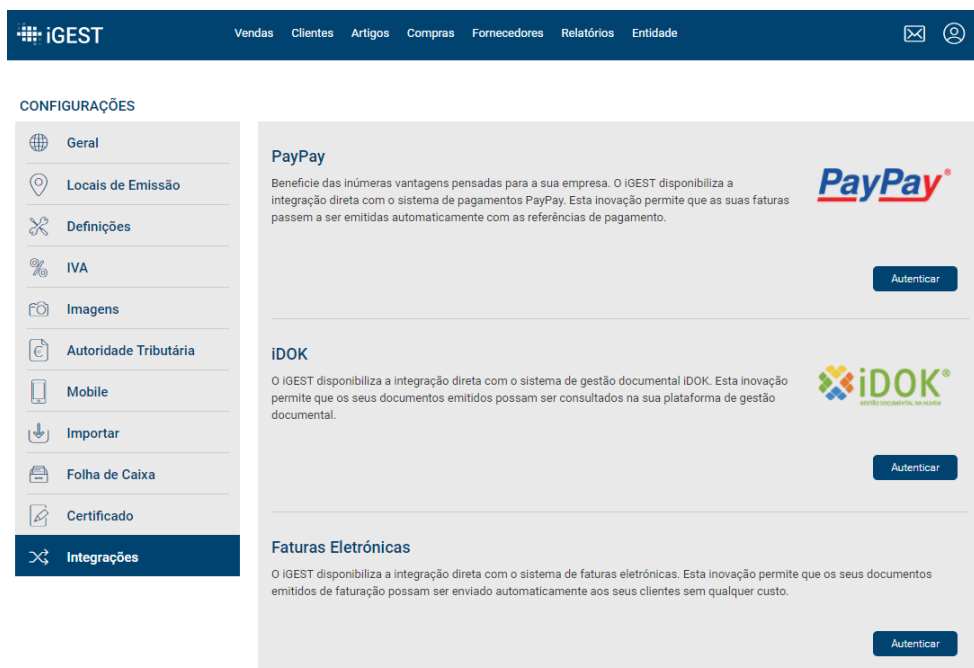 iGEST
Vendas Clientes Artigos Compras Fornecedores Relatórios Entidade
CONFIGURAÇÕES
Geral
Locais de Emissão
Definições
IVA
Imagens
Autoridade Tributária
Mobile
Importar
Folha de Caixa
Certificado
Integrações
PayPay
Beneficie das inúmeras vantagens pensadas para a sua empresa. O iGEST disponibiliza a
integração direta com o sistema de pagamentos PayPay. Esta inovação permite que as suas faturas
passem a ser emitidas automaticamente com as referências de pagamento.
PayPay®
Autenticar
iDOK
O iGEST disponibiliza a integração direta com o sistema de gestão documental iDOK. Esta inovação
permite que os seus documentos emitidos possam ser consultados na sua plataforma de gestão
documental.
iDOK®
GESTÃO DOCUMENTAL NA NUVEM
Autenticar
Faturas Eletrónicas
O iGEST disponibiliza a integração direta com o sistema de faturas eletrónicas. Esta inovação permite que os seus documentos
emitidos de faturação possam ser enviado automaticamente aos seus clientes sem qualquer custo.
Autenticar